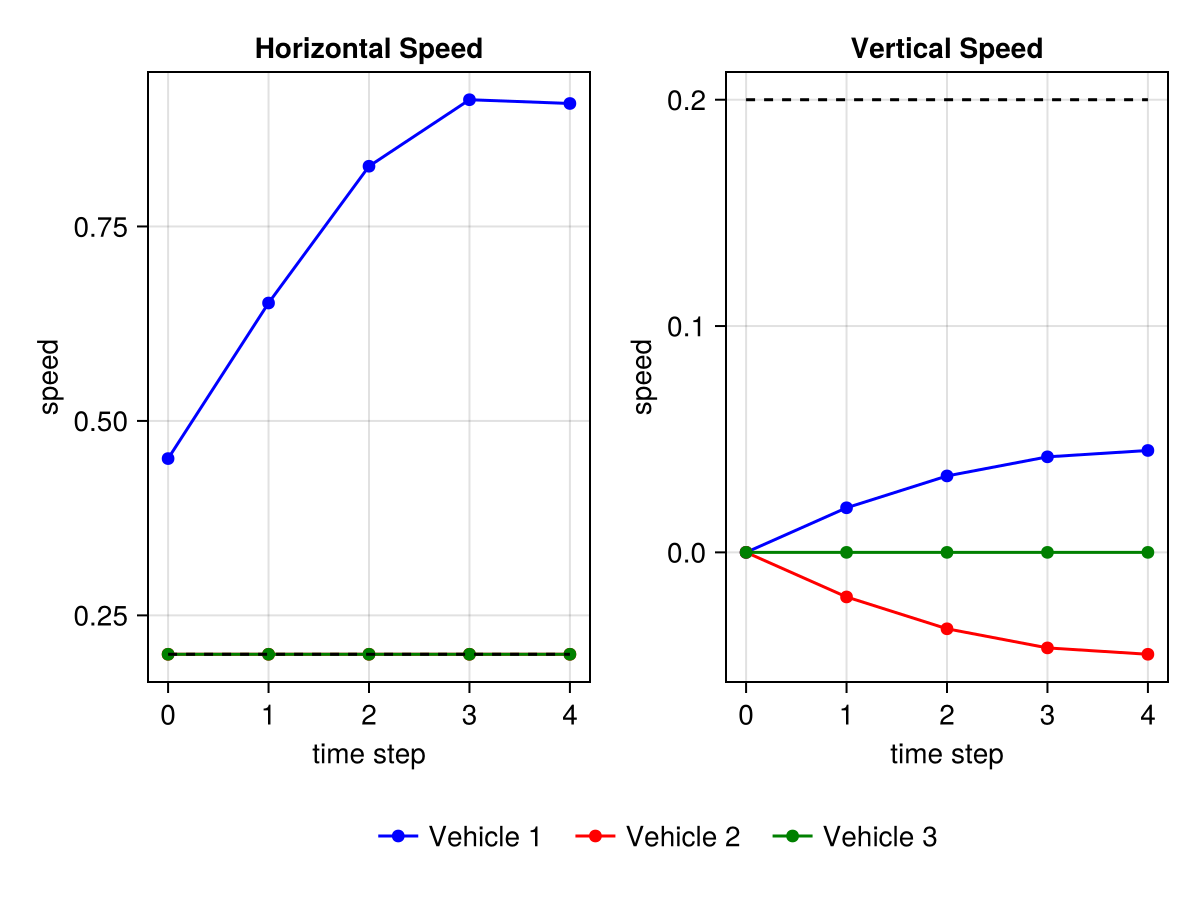 Horizontal Speed
Vertical Speed
speed
0.75
0.50
0.25
0 1 2 3 4
time step
speed
0.2
0.1
0.0
0 1 2 3 4
time step
Vehicle 1 Vehicle 2 Vehicle 3